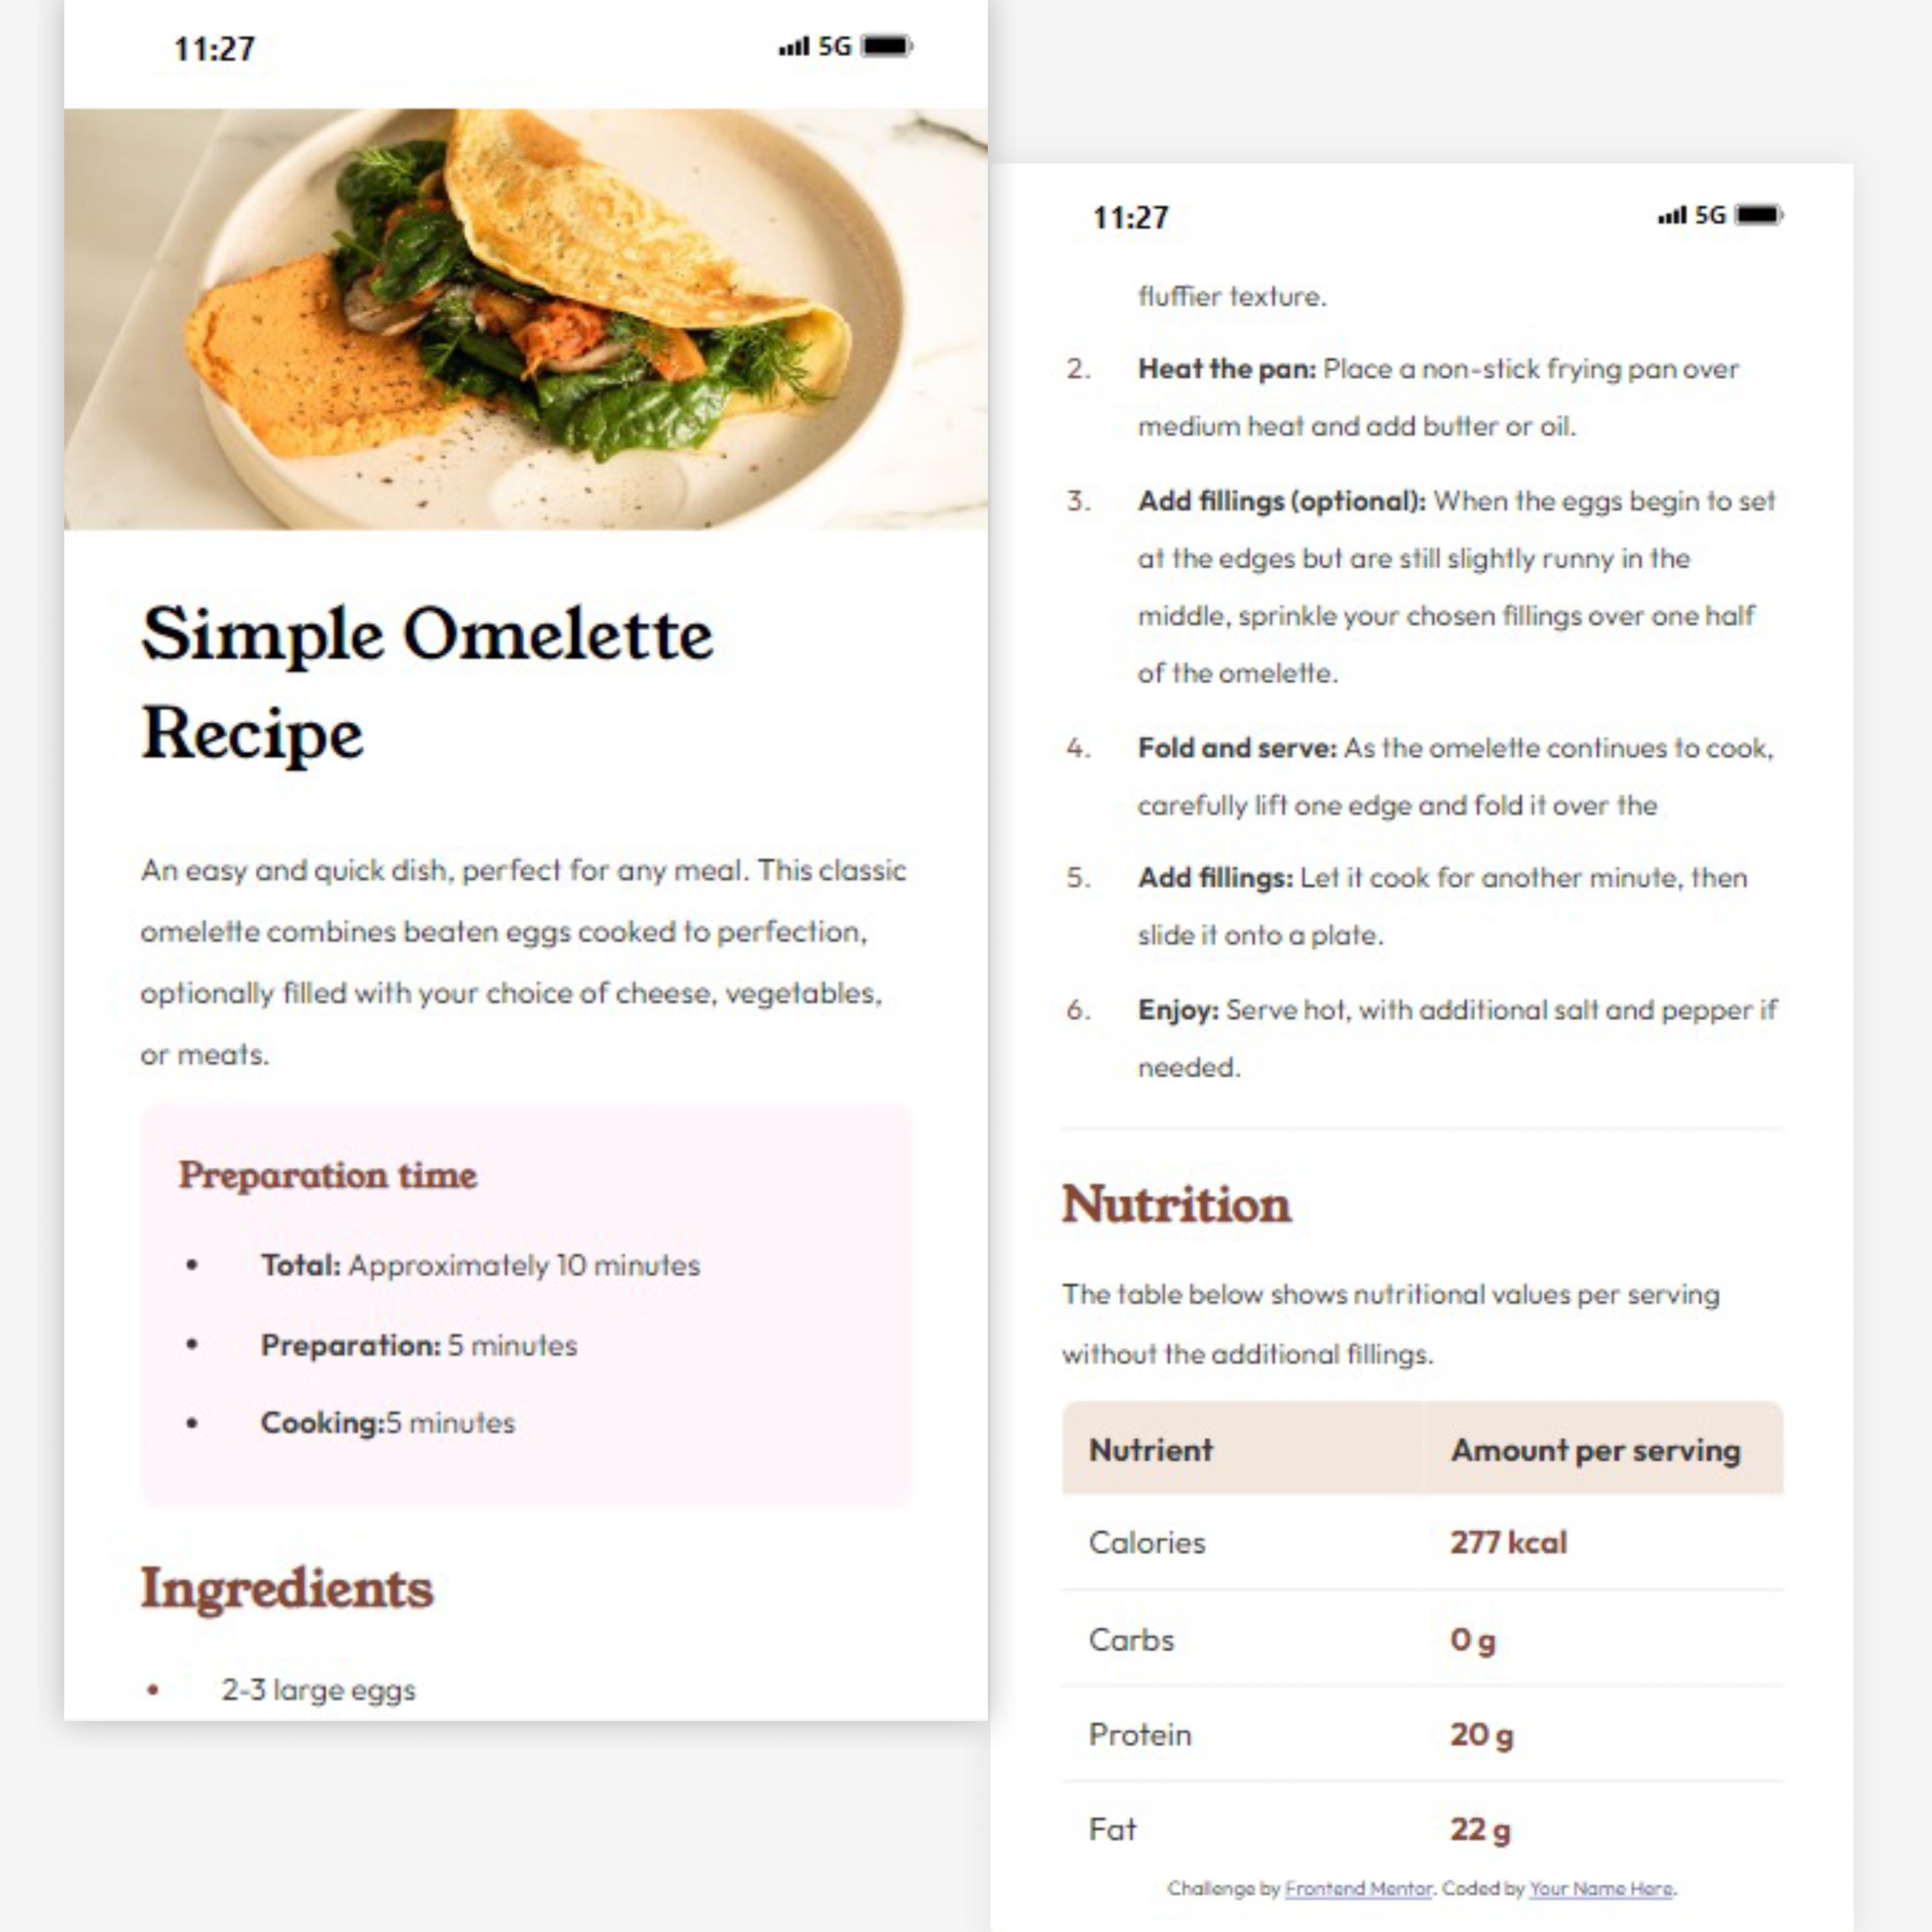 11:27
5G
Simple Omelette
Recipe
An easy and quick dish, perfect for any meal. This classic
omelette combines beaten eggs cooked to perfection,
optionally filled with your choice of cheese, vegetables,
or meats.
Preparation time
• Total: Approximately 10 minutes
• Preparation: 5 minutes
• Cooking:5 minutes
Ingredients
• 2-3 large eggs
11:27
5G
fluffier texture.
2. Heat the pan: Place a non-stick frying pan over
medium heat and add butter or oil.
3. Add fillings (optional): When the eggs begin to set
at the edges but are still slightly runny in the
middle, sprinkle your chosen fillings over one half
of the omelette.
4. Fold and serve: As the omelette continues to cook,
carefully lift one edge and fold it over the
5. Add fillings: Let it cook for another minute, then
slide it onto a plate.
6. Enjoy: Serve hot, with additional salt and pepper if
needed.
Nutrition
The table below shows nutritional values per serving
without the additional fillings.
Nutrient Amount per serving
Calories 277 kcal
Carbs 0 g
Protein 20 g
Fat 22 g
Challenge by Frontend Mentor. Coded by Your Name Here.